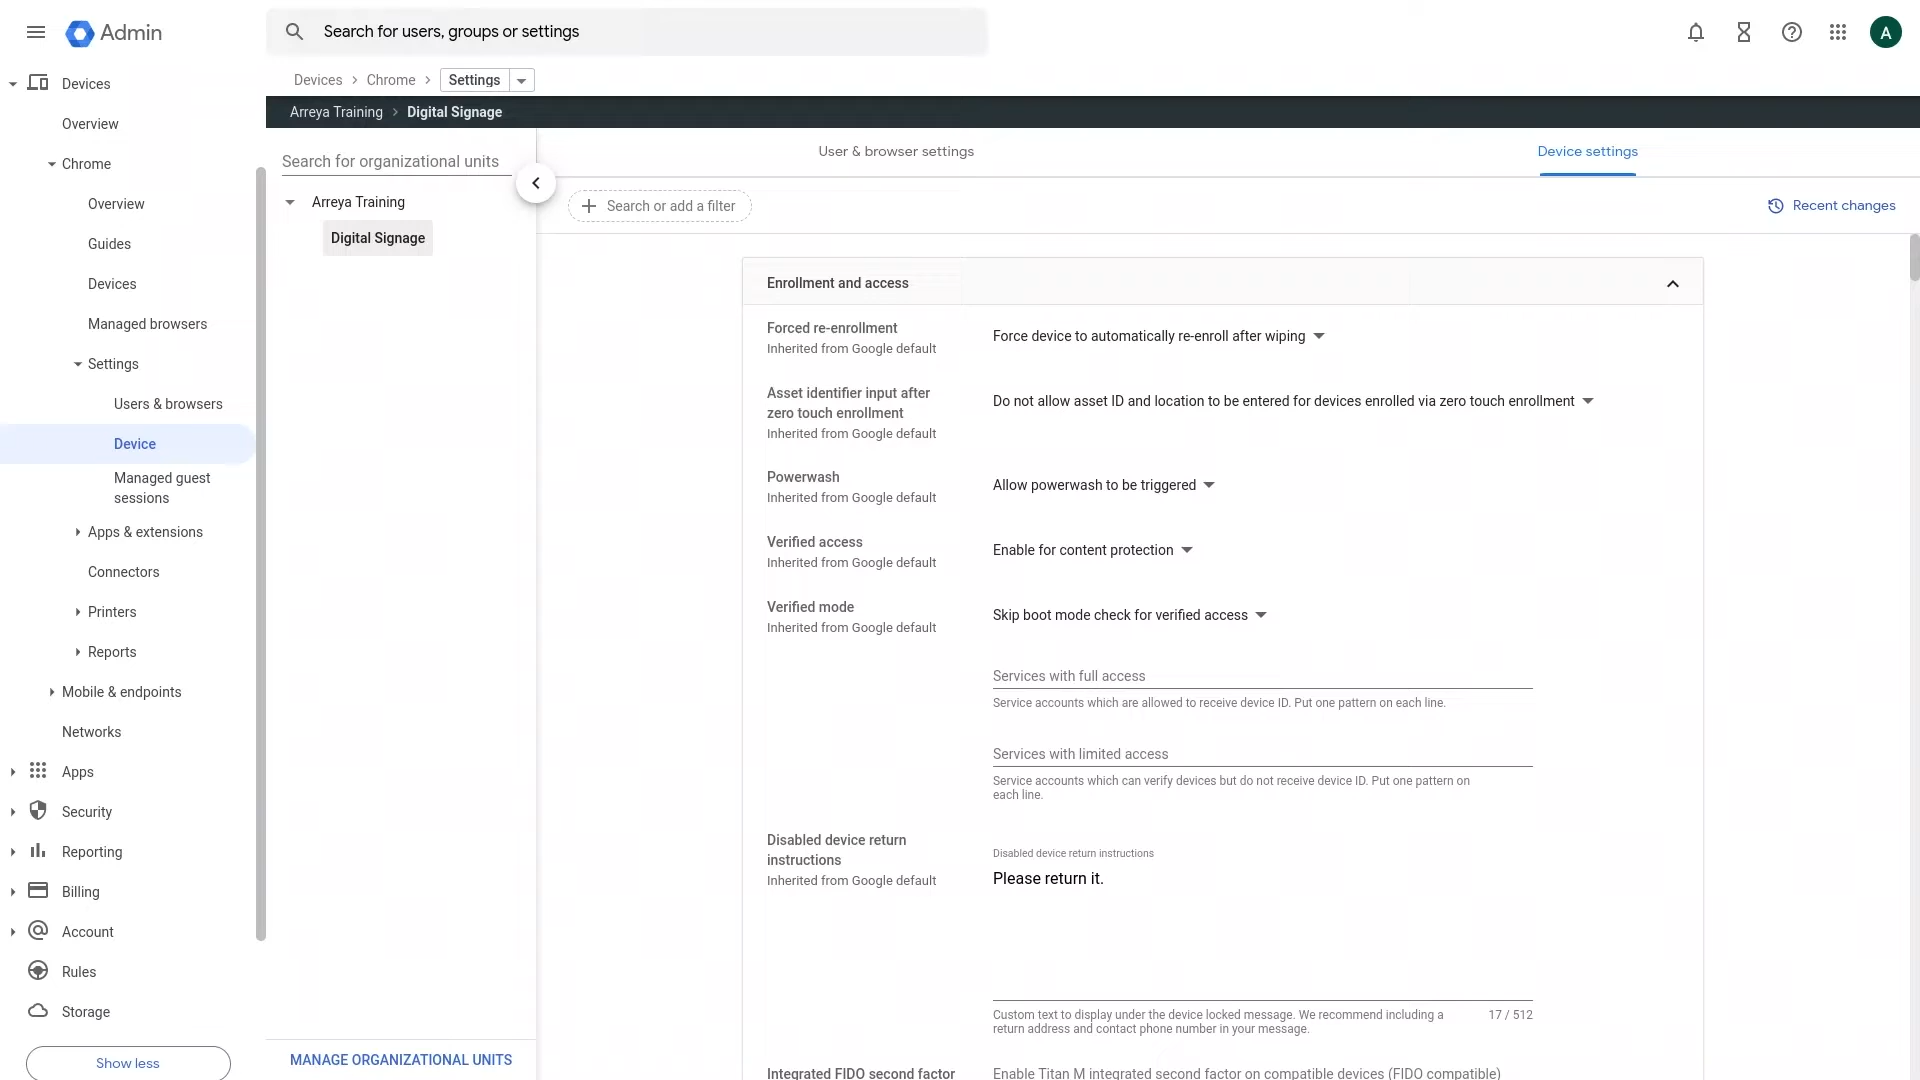 Admin
Search for users, groups or settings
A
Devices
Overview
Chrome
Overview
Guides
Devices
Managed browsers
Settings
Users & browsers
Device
Managed guest
sessions
Apps & extensions
Connectors
Printers
Reports
Mobile & endpoints
Networks
Apps
Security
Reporting
Billing
Account
Rules
Storage
Show less
Devices > Chrome > Settings
Arreya Training > Digital Signage
Search for organizational units
Arreya Training
Digital Signage
MANAGE ORGANIZATIONAL UNITS
User & browser settings
Device settings
Search or add a filter
Recent changes
Enrollment and access
Forced re-enrollment
Inherited from Google default
Force device to automatically re-enroll after wiping
Asset identifier input after
zero touch enrollment
Inherited from Google default
Do not allow asset ID and location to be entered for devices enrolled via zero touch enrollment
Powerwash
Inherited from Google default
Allow powerwash to be triggered
Verified access
Inherited from Google default
Enable for content protection
Verified mode
Inherited from Google default
Skip boot mode check for verified access
Services with full access
Service accounts which are allowed to receive device ID. Put one pattern on each line.
Services with limited access
Service accounts which can verify devices but do not receive device ID. Put one pattern on
each line.
Disabled device return
instructions
Inherited from Google default
Disabled device return instructions
Please return it.
Custom text to display under the device locked message. We recommend including a
return address and contact phone number in your message.
17 / 512
Integrated FIDO second factor
Enable Titan M integrated second factor on compatible devices (FIDO compatible)